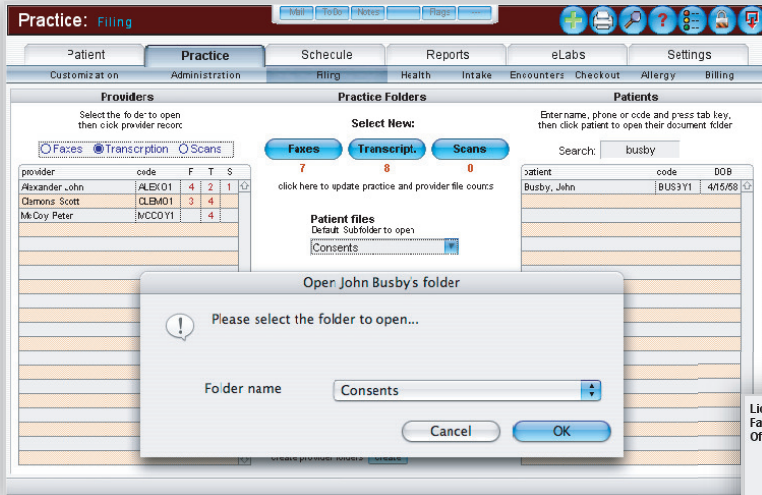 Practice: Filing
Mail ToDo Notes Flags ---
Patient Practice Schedule Reports eLabs Settings
Customization Administration Filing Health Intake Encounters Checkout Allergy Billing
Providers
Select the folder to open
then click provider record
Faxes Transcription Scans
provider code F T S
Alexander John ALEX01 4 2 1
Clemons Scott CLEM01 3 4
McCoy Peter MCCOY1 4
Practice Folders
Select New:
Faxes Transcript. Scans
7 8 0
click here to update practice and provider file counts
Patient files
Default Subfolder to open
Consents
Patients
Enter name, phone or code and press tab key,
then click patient to open their document folder
Search: busby
patient code DOB
Busby, John BUSBY1 4/15/58
Open John Busby's folder
Please select the folder to open...
Folder name Consents
Cancel OK
create provider folders create